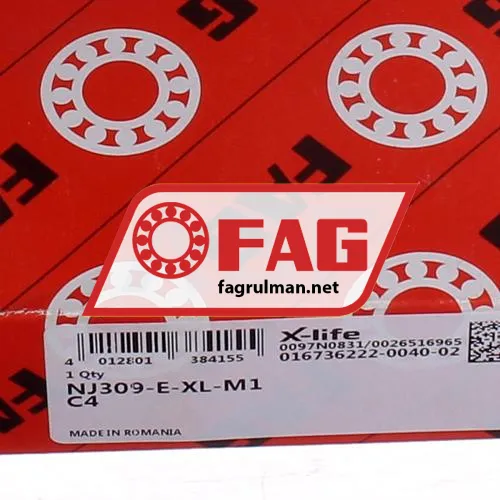 FAG
fagrulman.net
X-life
0097N0831/0026516965
016736222-0040-02
4 012801 384155
1 Qty
NJ309-E-XL-M1
C4
MADE IN ROMANIA